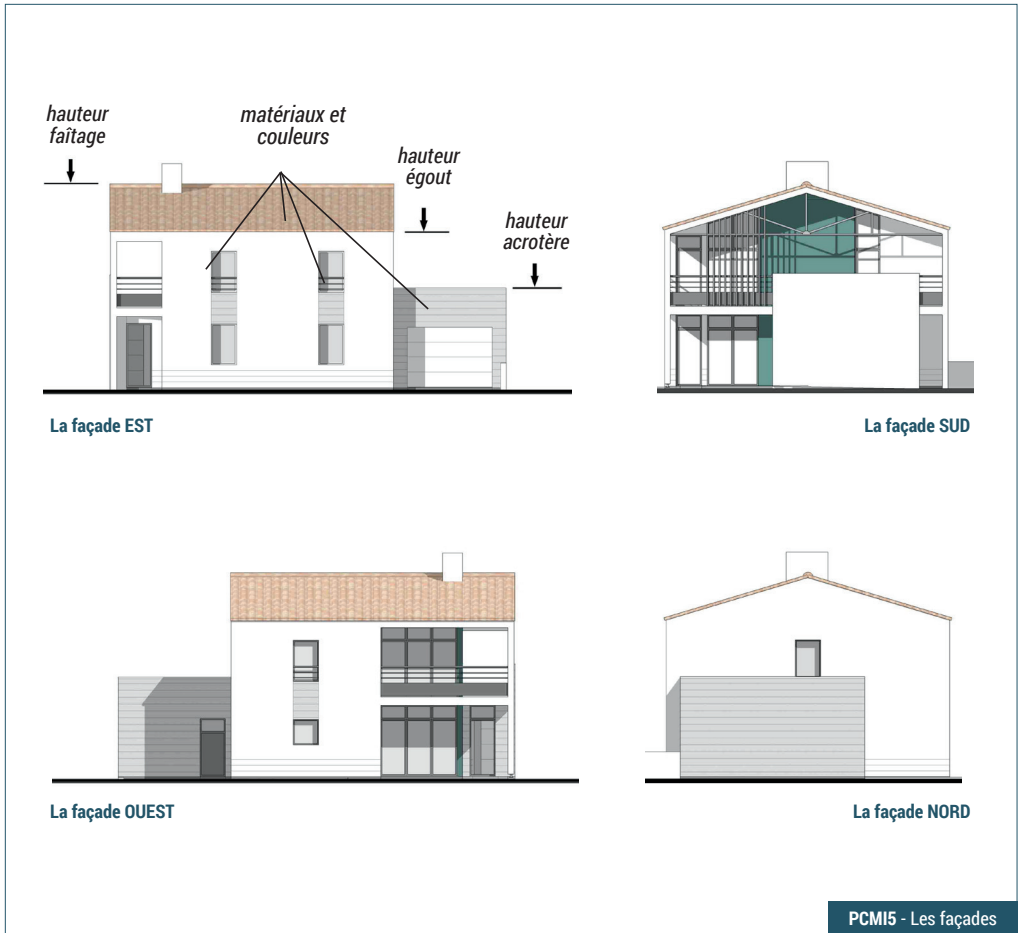 hauteur
faîtage
matériaux et
couleurs
hauteur
égout
hauteur
acrotère
La façade EST
La façade SUD
La façade OUEST
La façade NORD
PCMI5 - Les façades